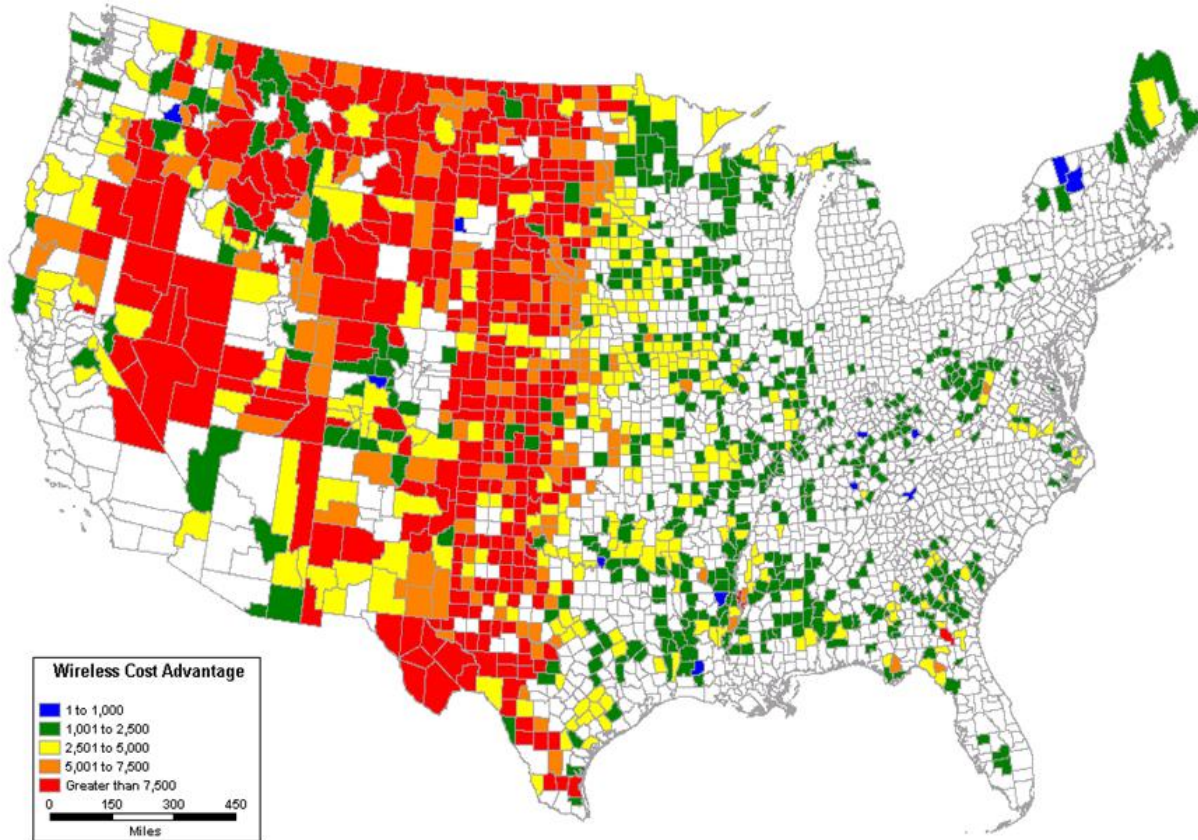 Wireless Cost Advantage
1 to 1,000
1,001 to 2,500
2,501 to 5,000
5,001 to 7,500
Greater than 7,500
0 150 300 450
Miles